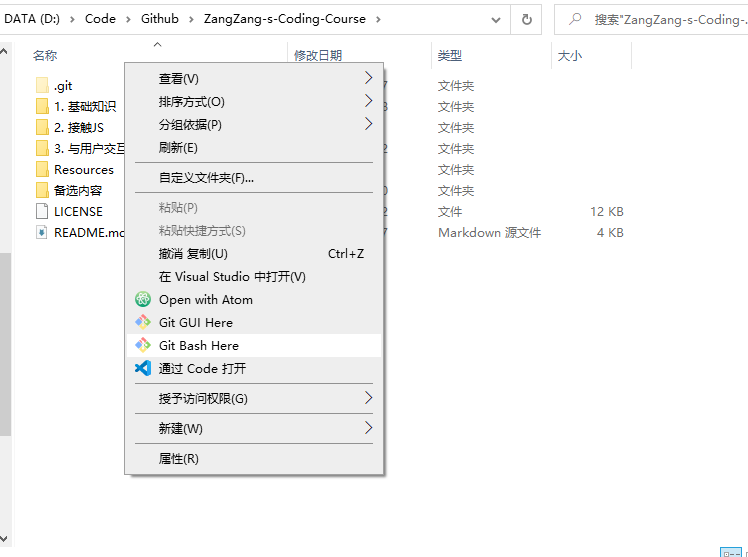 DATA (D:) › Code › Github › ZangZang-s-Coding-Course ›
搜索"ZangZang-s-Coding-...
名称 修改日期 类型 大小
.git 文件夹
1. 基础知识 文件夹
2. 接触JS 文件夹
3. 与用户交互 文件夹
Resources 文件夹
备选内容 文件夹
LICENSE 文件 12 KB
README.mc Markdown 源文件 4 KB
查看(V)
排序方式(O)
分组依据(P)
刷新(E)
自定义文件夹(F)...
粘贴(P)
粘贴快捷方式(S)
撤消 复制(U) Ctrl+Z
在 Visual Studio 中打开(V)
Open with Atom
Git GUI Here
Git Bash Here
通过 Code 打开
授予访问权限(G)
新建(W)
属性(R)